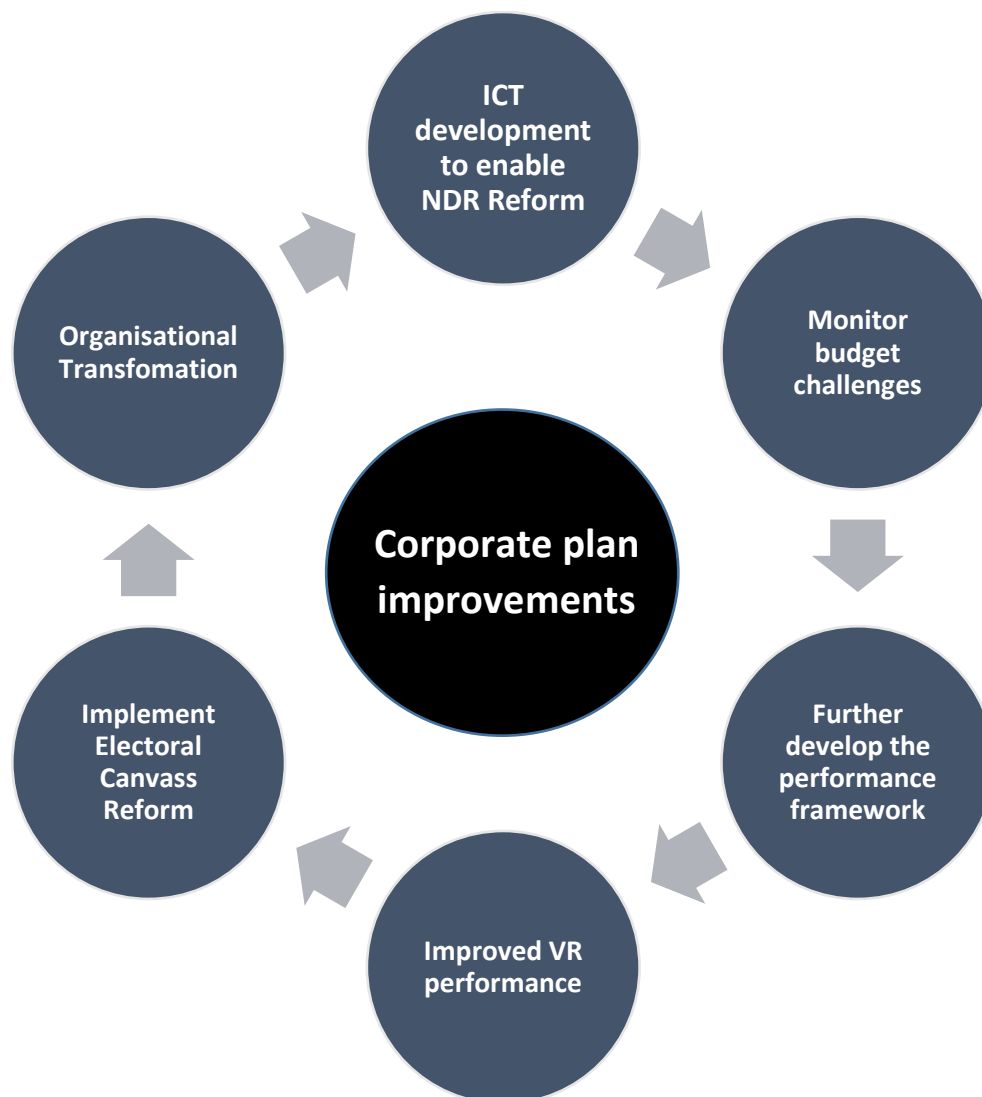 ICT
development
to enable
NDR Reform
Monitor
budget
challenges
Further
develop the
performance
framework
Improved VR
performance
Implement
Electoral
Canvass
Reform
Organisational
Transfomation
Corporate plan
improvements